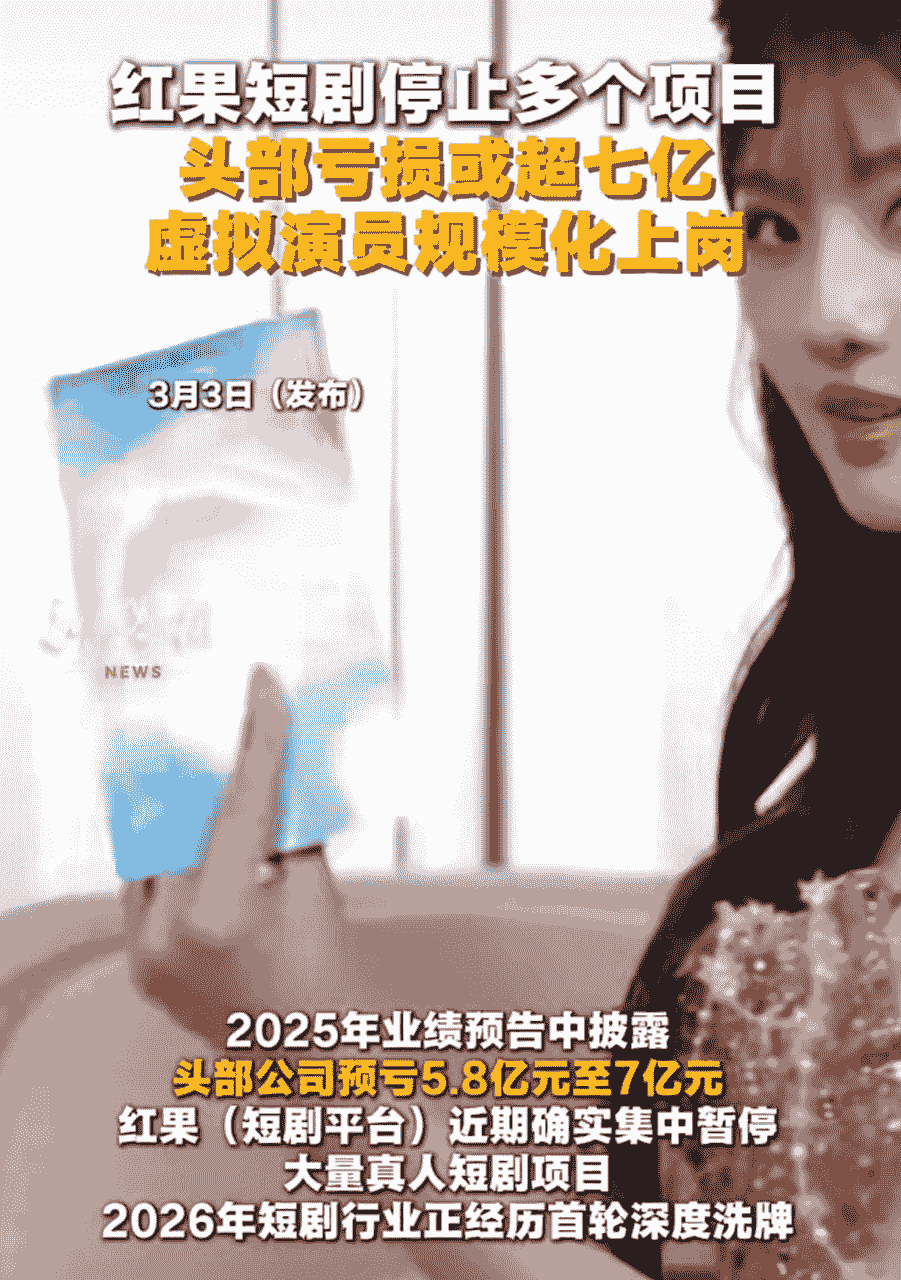 红果短剧停止多个项目
头部亏损或超七亿
虚拟演员规模化上岗
3月3日（发布）
NEWS
2025年业绩预告中披露
头部公司预亏5.8亿元至7亿元
红果（短剧平台）近期确实集中暂停
大量真人短剧项目
2026年短剧行业正经历首轮深度洗牌